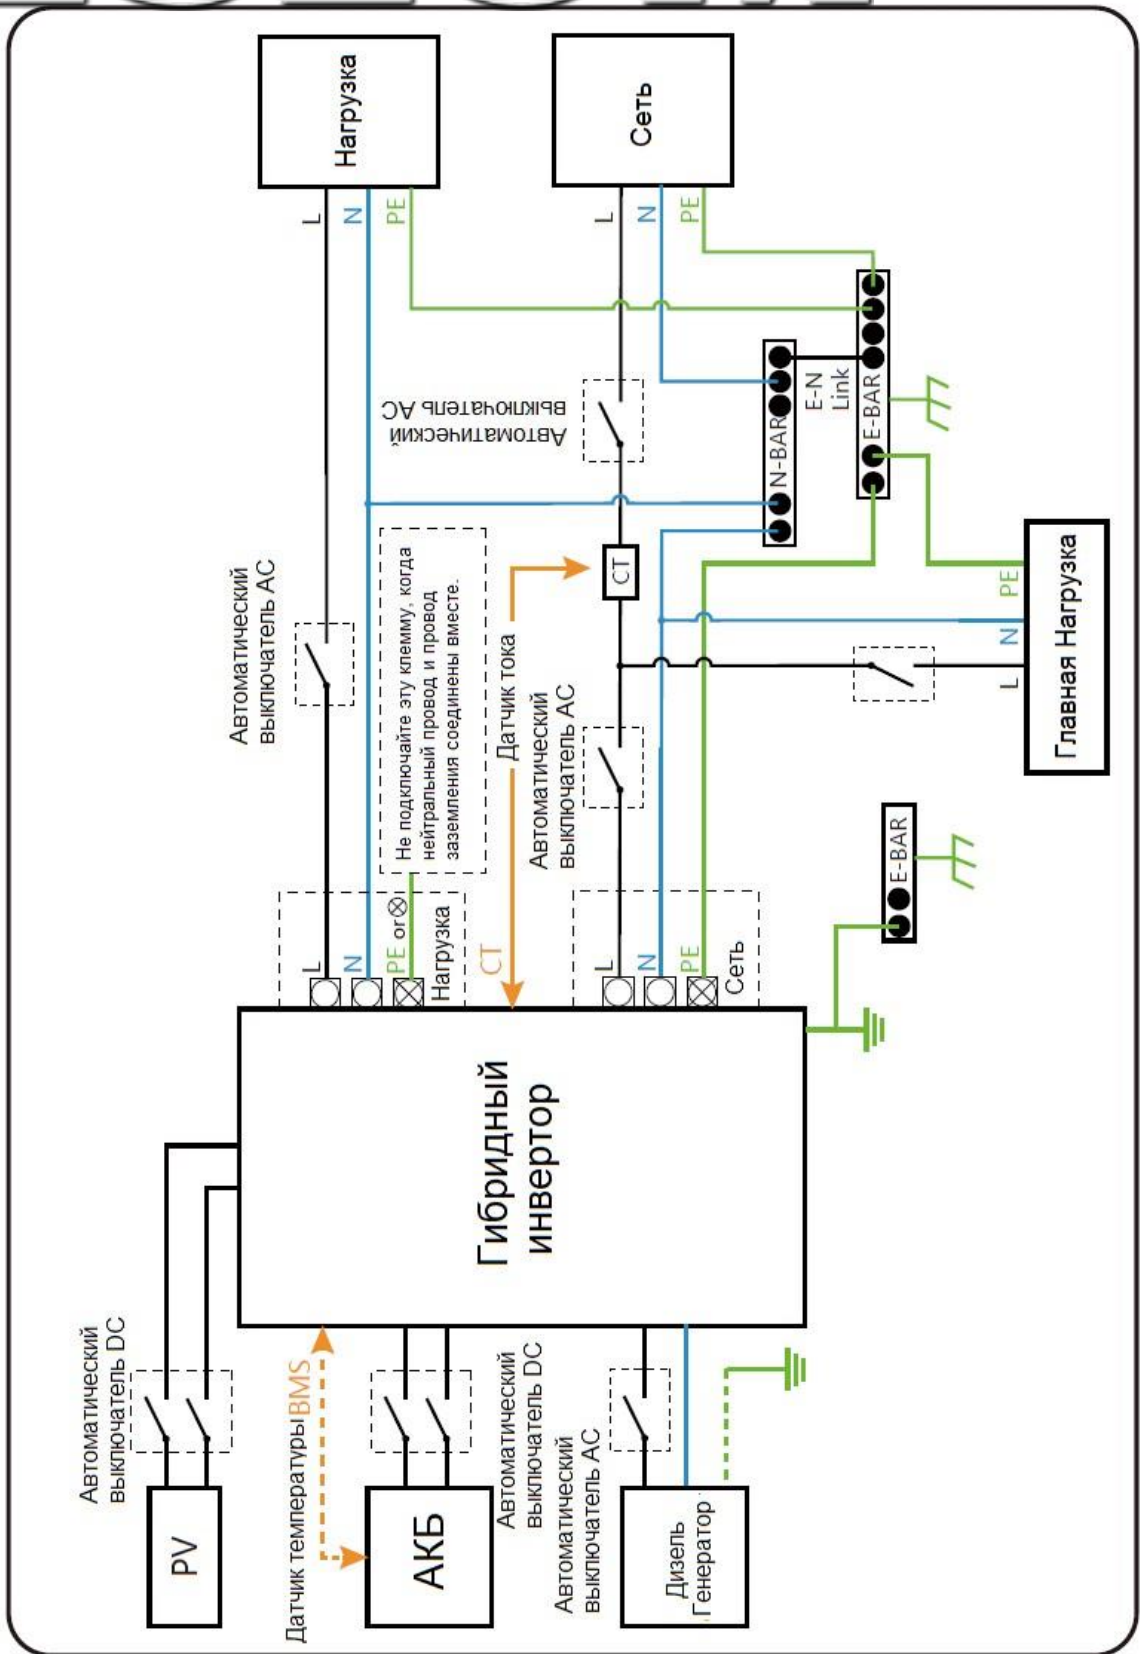 PV
Автоматический
выключатель DC
Датчик температуры
BMS
АКБ
Автоматический
выключатель DC
Дизель
Генератор
Автоматический
выключатель AC
Гибридный
инвертор
L
N
PE or
Нагрузка
Не подключайте эту клемму, когда
нейтральный провод и провод
заземления соединены вместе.
Автоматический
выключатель AC
L
N
PE
Нагрузка
CT
Датчик тока
CT
L
N
PE
Сеть
Автоматический
выключатель AC
Автоматический
выключатель AC
L
N
PE
Сеть
N-BAR
E-N
Link
E-BAR
E-BAR
L
N
PE
Главная Нагрузка